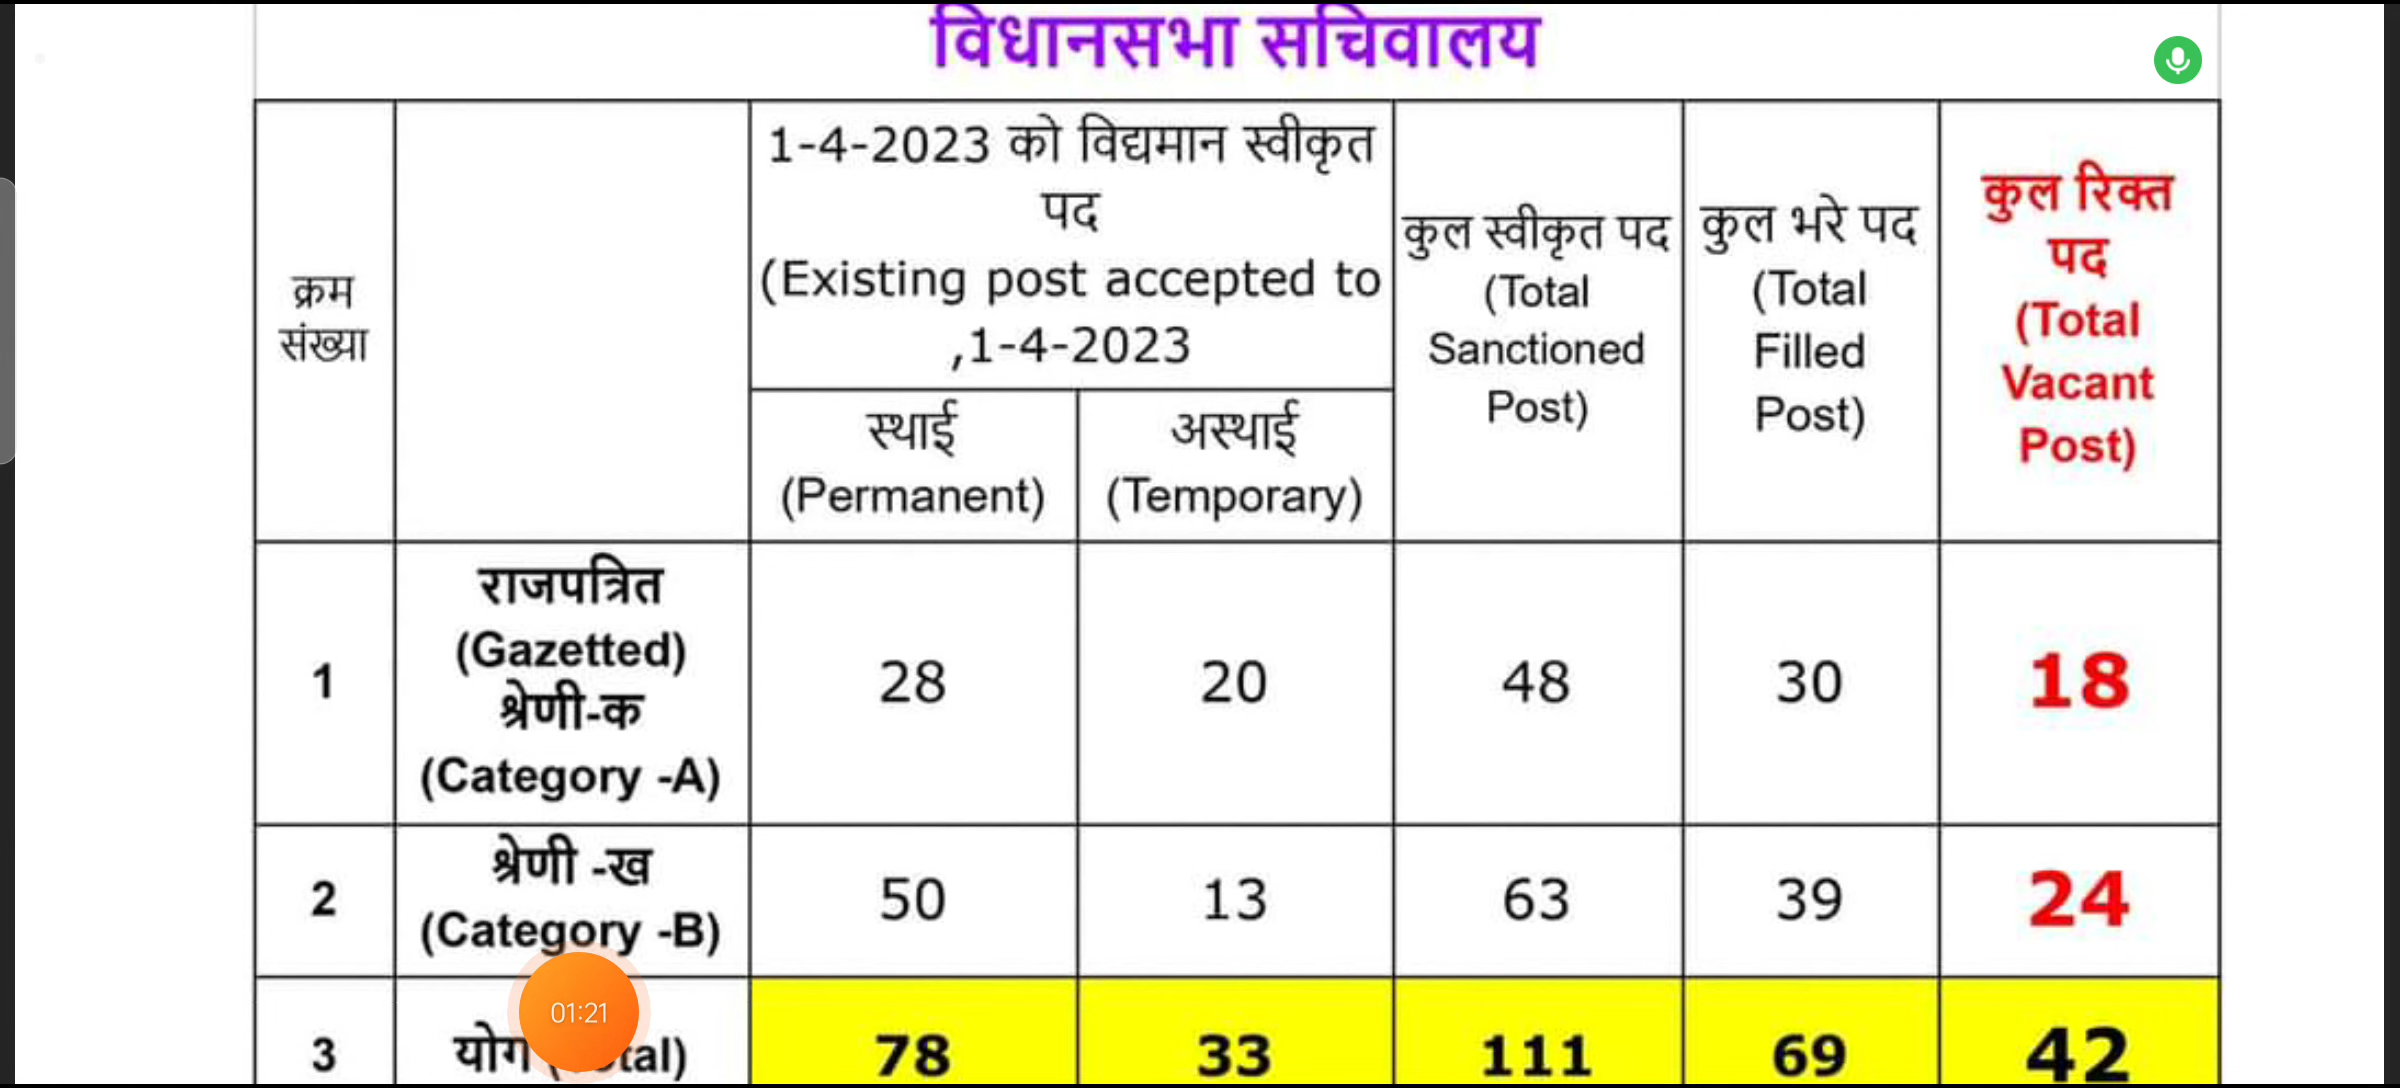 विधानसभा सचिवालय
क्रम
संख्या
1-4-2023 को विद्यमान स्वीकृत
पद
(Existing post accepted to
,1-4-2023
स्थाई
(Permanent)
अस्थाई
(Temporary)
कुल स्वीकृत पद
(Total
Sanctioned
Post)
कुल भरे पद
(Total
Filled
Post)
कुल रिक्त
पद
(Total
Vacant
Post)
1
राजपत्रित
(Gazetted)
श्रेणी-क
(Category -A)
28
20
48
30
18
2
श्रेणी -ख
(Category -B)
50
13
63
39
24
3
योग
78
33
111
69
42
01:21